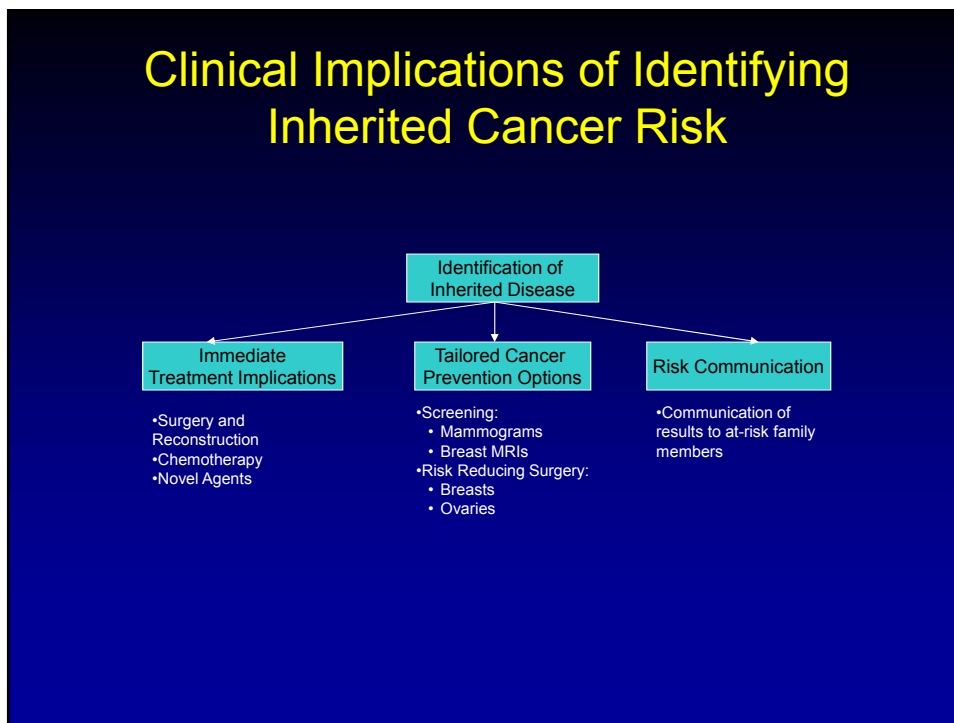 Clinical Implications of Identifying
Inherited Cancer Risk
Identification of
Inherited Disease
Immediate
Treatment Implications
Tailored Cancer
Prevention Options
Risk Communication
•Surgery and
Reconstruction
•Chemotherapy
•Novel Agents
•Screening:
• Mammograms
• Breast MRIs
•Risk Reducing Surgery:
• Breasts
• Ovaries
•Communication of
results to at-risk family
members